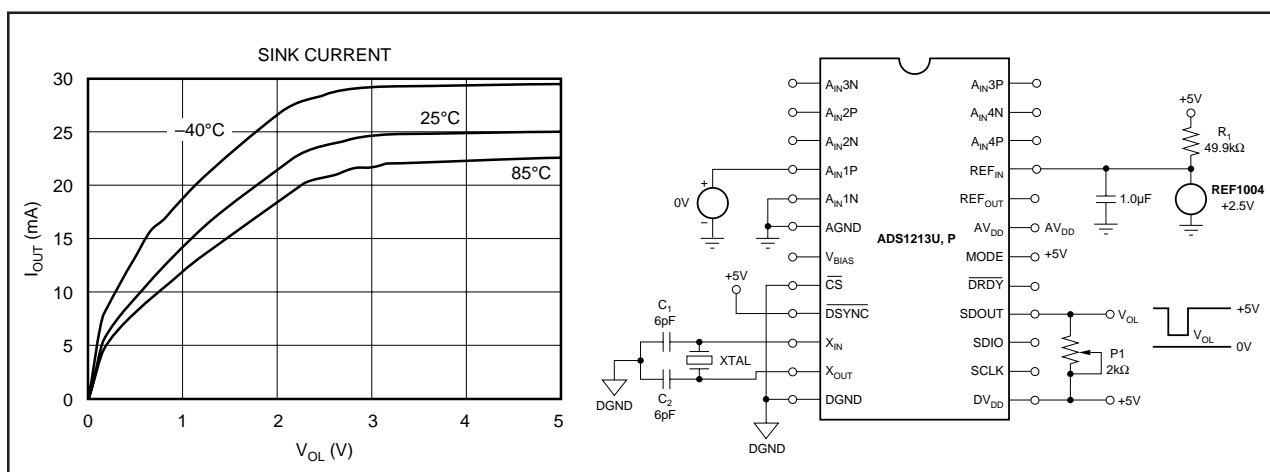 SINK CURRENT
30
25
20
15
10
5
0
I_OUT (mA)
–40°C
25°C
85°C
0
1
2
3
4
5
V_OL (V)
A_IN3N
A_IN2P
A_IN2N
A_IN1P
A_IN1N
AGND
V_BIAS
CS
DSYNC
X_IN
X_OUT
DGND
ADS1213U, P
A_IN3P
A_IN4N
A_IN4P
REF_IN
REF_OUT
AV_DD
MODE
DRDY
SDOUT
SDIO
SCLK
DV_DD
+
0V
–
+5V
C_1
6pF
XTAL
C_2
6pF
DGND
DGND
+5V
R_1
49.9kΩ
1.0µF
REF1004
+2.5V
AV_DD
+5V
V_OL
P1
2kΩ
+5V
+5V
V_OL
0V